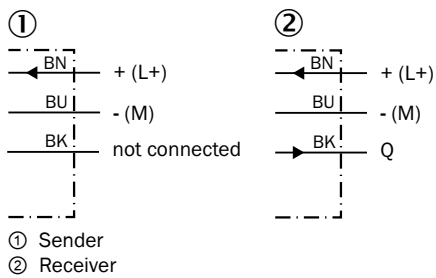 ① ②
BN + (L+) BN + (L+)
BU - (M) BU - (M)
BK not connected BK Q
① Sender
② Receiver